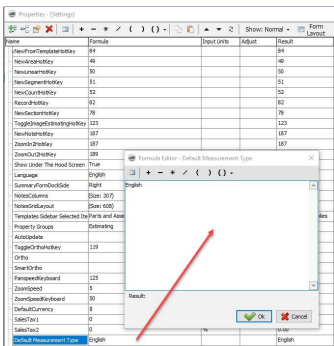 Properties - [Settings]
+ - * / ( ) { } Show: Normal Form Layout
Name Formula Input Units Adjust Result
NewFromTemplateHotKey 84 84
NewAreaHotKey 49 49
NewLinearHotKey 50 50
NewSegmentHotKey 51 51
NewCountHotKey 52 52
RecordHotKey 82 82
NewSectionHotKey 78 78
ToggleImageEstimatingHotKey 123 123
NewNoteHotKey 187 187
ZoomIn2HotKey 187 187
ZoomOut2HotKey 189
Show Under The Hood Screen True
Language English
SummaryFormDockSide Right
NotesColumns (Size: 307)
NotesGridLayout (Size: 608)
Templates Sidebar Selected Ite Parts and Asse
Property Groups Estimating
AutoUpdate
ToggleOrthoHotkey 119
Ortho
SmartOrtho
PanspeedKeyboard 125
ZoomSpeed 5
ZoomSpeedKeyboard 50
DefaultCurrency $
SalesTax1 0
SalesTax2 0 % 0.00
Default Measurement Type English English
Formula Editor - Default Measurement Type
+ - * / ( ) { }
English
Result:
Ok Cancel